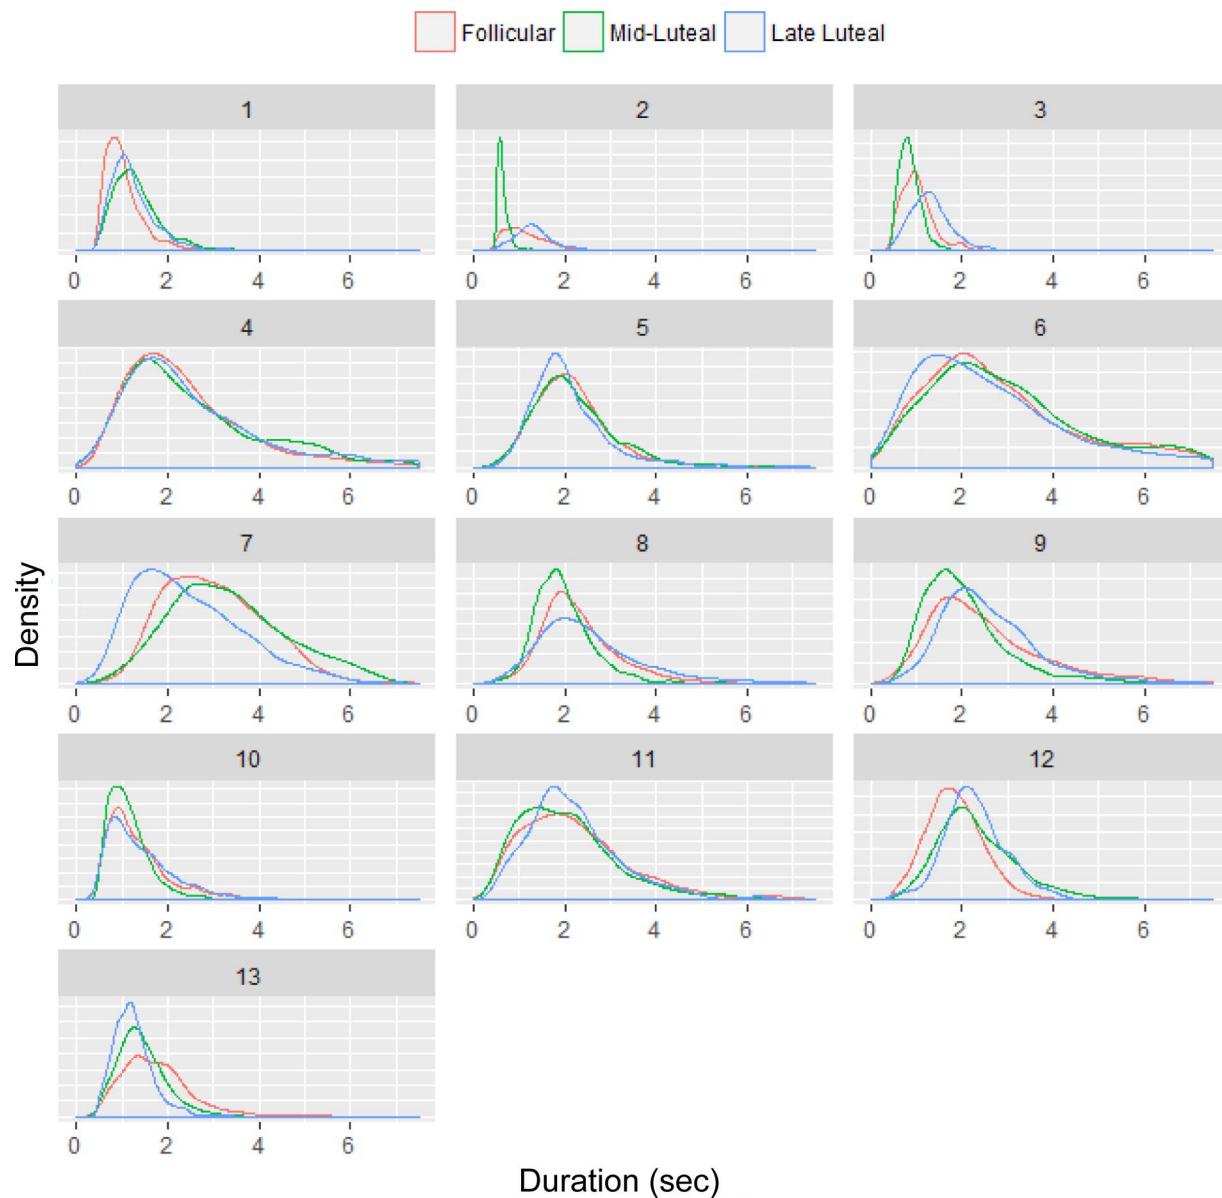 Follicular Mid-Luteal Late Luteal
1 2 3
0 2 4 6 0 2 4 6 0 2 4 6
4 5 6
0 2 4 6 0 2 4 6 0 2 4 6
7 8 9
0 2 4 6 0 2 4 6 0 2 4 6
Density
10 11 12
0 2 4 6 0 2 4 6 0 2 4 6
13
0 2 4 6
Duration (sec)